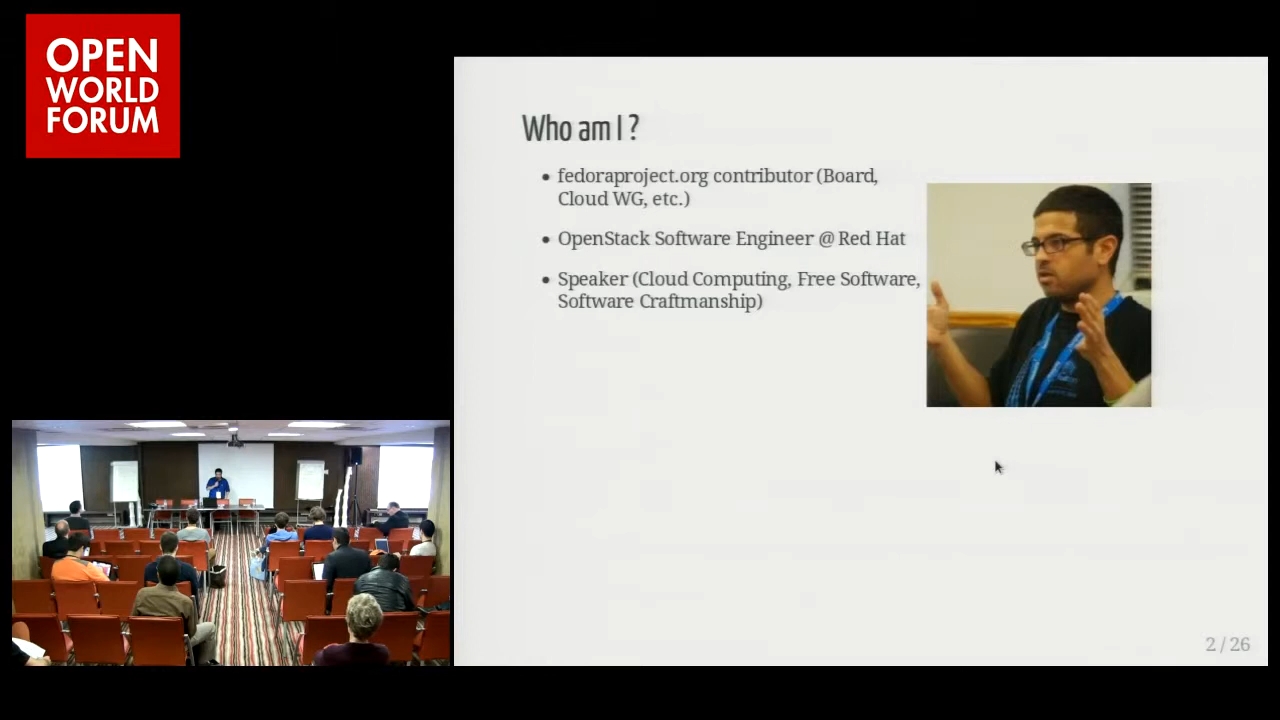 OPEN
WORLD
FORUM
Who am I ?
fedoraproject.org contributor (Board,
Cloud WG, etc.)
OpenStack Software Engineer @ Red Hat
Speaker (Cloud Computing, Free Software,
Software Craftmanship)
2 / 26